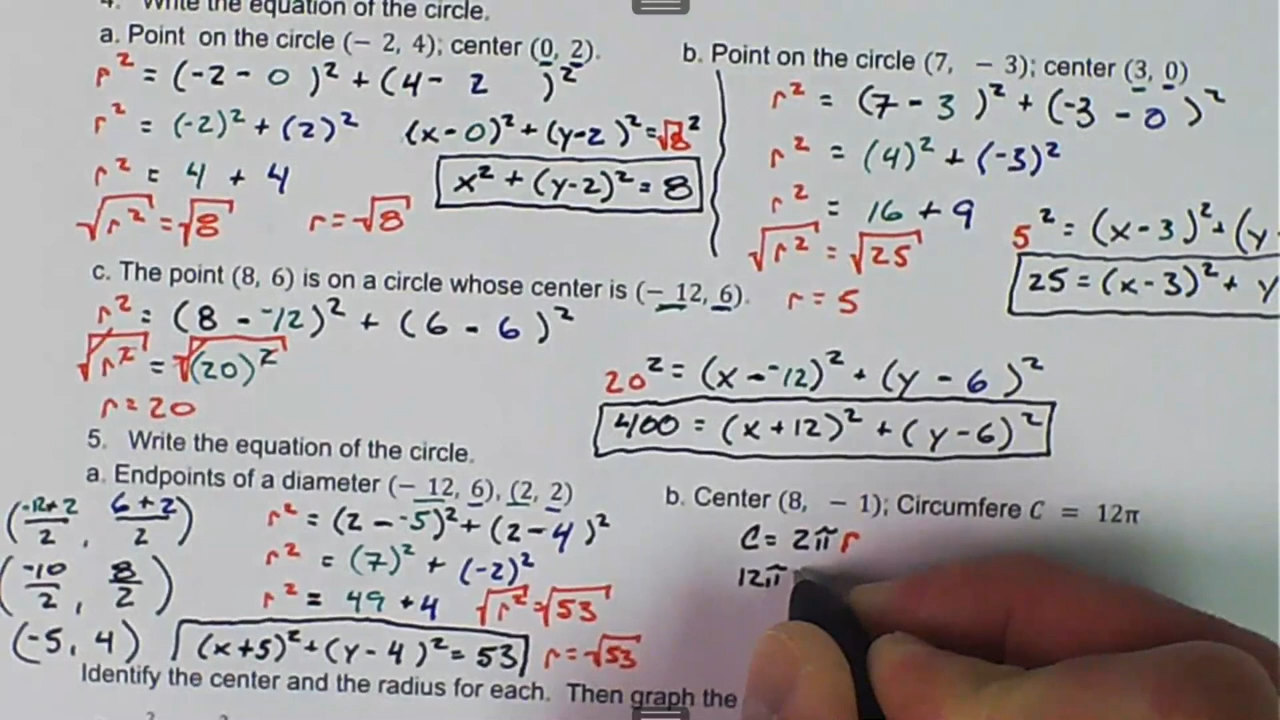 4. Write the equation of the circle.
a. Point on the circle (− 2, 4); center (0, 2).
r² = (-2 - 0 )² + (4 - 2 )²
r² = (-2)² + (2)²
(x-0)² + (y-2)² = √8²
r² = 4 + 4
x² + (y-2)² = 8
√r² = √8 r = √8
b. Point on the circle (7, − 3); center (3, 0)
r² = (7 - 3 )² + (-3 - 0 )²
r² = (4)² + (-3)²
r² = 16 + 9
√r² = √25
r = 5
5² = (x-3)² + (y
25 = (x-3)² + y
c. The point (8, 6) is on a circle whose center is (− 12, 6).
r² = (8 - -12)² + (6 - 6 )²
√r² = √(20)²
r = 20
20² = (x - -12)² + (y - 6 )²
400 = (x+12)² + (y-6)²
5. Write the equation of the circle.
a. Endpoints of a diameter (− 12, 6), (2, 2)
(-12+2/2, 6+2/2)
(-10/2, 8/2)
(-5, 4)
r² = (2 - -5)² + (2-4 )²
r² = (7)² + (-2)²
r² = 49 + 4 √r² = √53
(x+5)² + (y-4)² = 53 r = √53
b. Center (8, − 1); Circumfere C = 12π
C = 2πr
12π
Identify the center and the radius for each. Then graph the